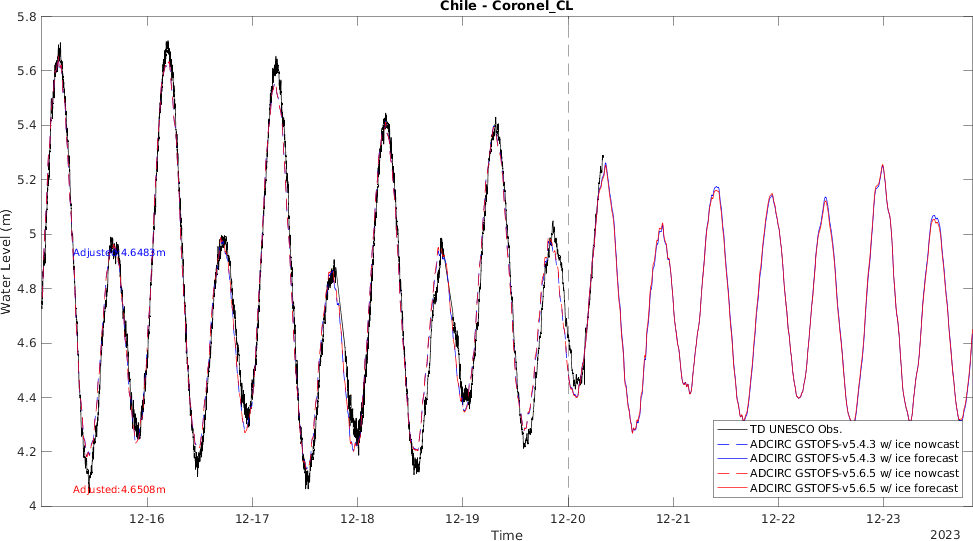 Chile - Coronel_CL
5.8
5.6
5.4
5.2
5
4.8
4.6
4.4
4.2
4
Water Level (m)
Adjusted:4.6483m
Adjusted:4.6508m
TD UNESCO Obs.
ADCIRC GSTOFS-v5.4.3 w/ ice nowcast
ADCIRC GSTOFS-v5.4.3 w/ ice forecast
ADCIRC GSTOFS-v5.6.5 w/ ice nowcast
ADCIRC GSTOFS-v5.6.5 w/ ice forecast
12-16 12-17 12-18 12-19 12-20 12-21 12-22 12-23
Time
2023